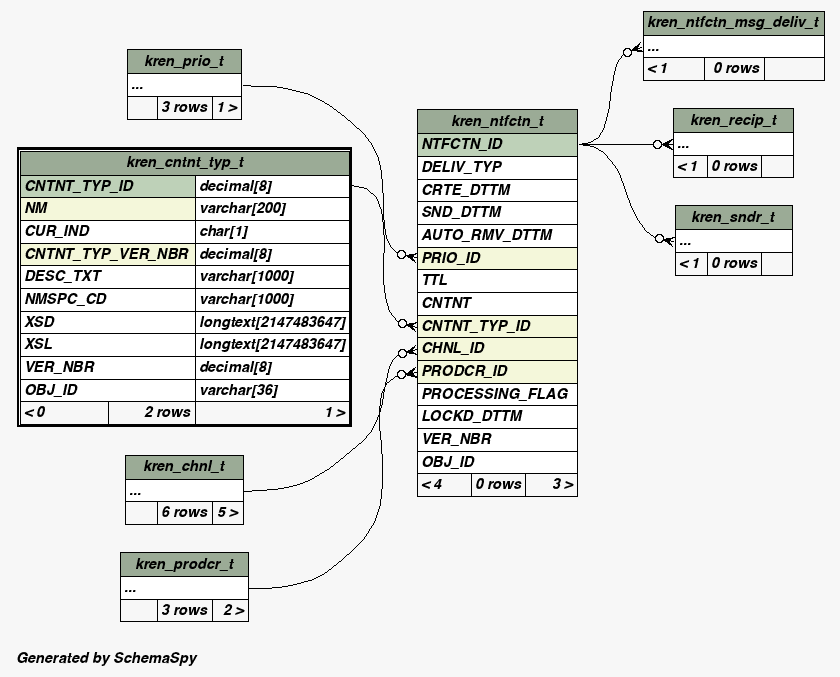 kren_prio_t
...
3 rows 1 >
kren_cntnt_typ_t
CNTNT_TYP_ID decimal[8]
NM varchar[200]
CUR_IND char[1]
CNTNT_TYP_VER_NBR decimal[8]
DESC_TXT varchar[1000]
NMSPC_CD varchar[1000]
XSD longtext[2147483647]
XSL longtext[2147483647]
VER_NBR decimal[8]
OBJ_ID varchar[36]
< 0 2 rows 1 >
kren_chnl_t
...
6 rows 5 >
kren_prodcr_t
...
3 rows 2 >
kren_ntfctn_t
NTFCTN_ID
DELIV_TYP
CRTE_DTTM
SND_DTTM
AUTO_RMV_DTTM
PRIO_ID
TTL
CNTNT
CNTNT_TYP_ID
CHNL_ID
PRODCR_ID
PROCESSING_FLAG
LOCKD_DTTM
VER_NBR
OBJ_ID
< 4 0 rows 3 >
kren_ntfctn_msg_deliv_t
...
< 1 0 rows
kren_recip_t
...
< 1 0 rows
kren_sndr_t
...
< 1 0 rows
Generated by SchemaSpy